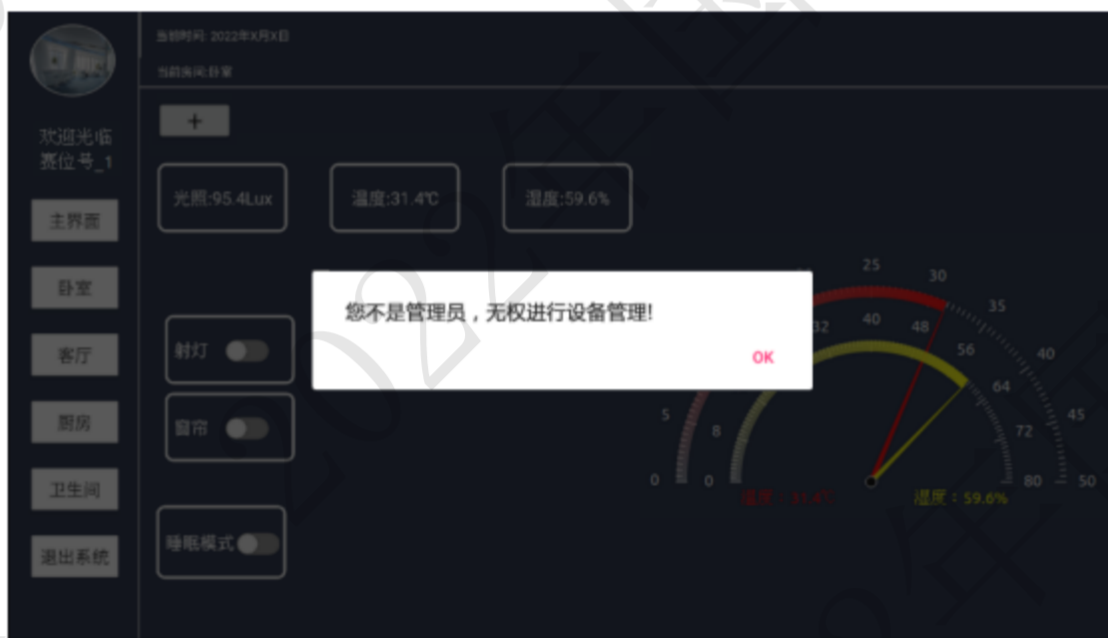 当前时间: 2022年X月X日
当前房间:卧室
欢迎光临
赛位号_1
+
光照:95.4Lux
温度:31.4℃
湿度:59.6%
主界面
卧室
客厅
厨房
卫生间
退出系统
您不是管理员，无权进行设备管理!
OK
射灯
窗帘
睡眠模式
25
30
35
40
45
50
5
0
32
40
48
56
64
72
80
8
0
温度：31.4℃
湿度：59.6%